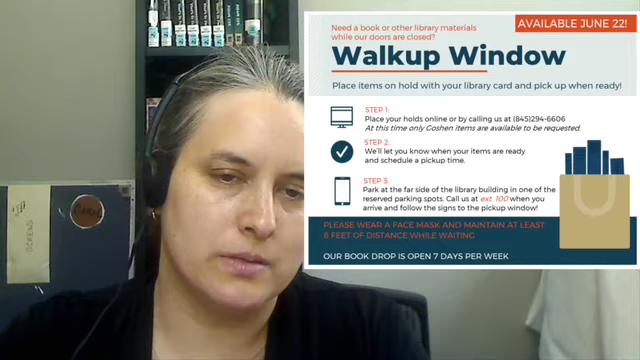 AVAILABLE JUNE 22!
Need a book or other library materials
while our doors are closed?
Walkup Window
Place items on hold with your library card and pick up when ready!
STEP 1:
Place your holds online or by calling us at (845)294-6606
At this time only Goshen items are available to be requested.
STEP 2:
We'll let you know when your items are ready
and schedule a pickup time.
STEP 3:
Park at the far side of the library building in one of the
reserved parking spots. Call us at ext. 100 when you
arrive and follow the signs to the pickup window!
PLEASE WEAR A FACE MASK AND MAINTAIN AT LEAST
6 FEET OF DISTANCE WHILE WAITING
OUR BOOK DROP IS OPEN 7 DAYS PER WEEK